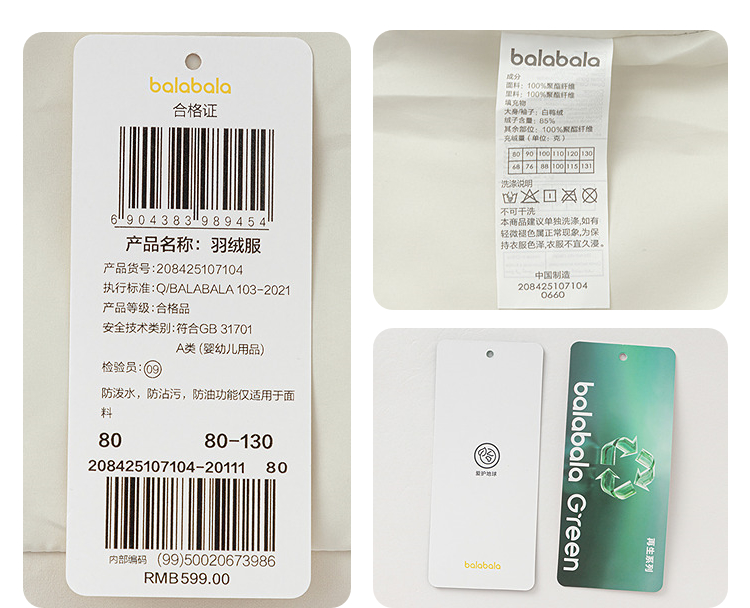 balabala
合格证
6 904383 989454
产品名称：羽绒服
产品货号：208425107104
执行标准：Q/BALABALA 103-2021
产品等级：合格品
安全技术类别：符合GB 31701
A类 (婴幼儿用品)
检验员：09
防泼水，防沾污，防油功能仅适用于面
料
80 80-130
208425107104-20111 80
内部编码 (99)50020673986
RMB599.00
balabala
成分
面料：100%聚酯纤维
里料：100%聚酯纤维
填充物
大身/袖子：白鸭绒
绒子含量：85%
其余部位：100%聚酯纤维
充绒量（单位：克）
80 90 100 110 120 130
68 76 88 100 115 131
洗涤说明
不可干洗
本商品建议单独洗涤,如有
轻微褪色属正常现象,为保
持衣服色泽,衣服不宜久浸。
中国制造
208425107104
0660
爱护地球
balabala
balabala Green
再生系列